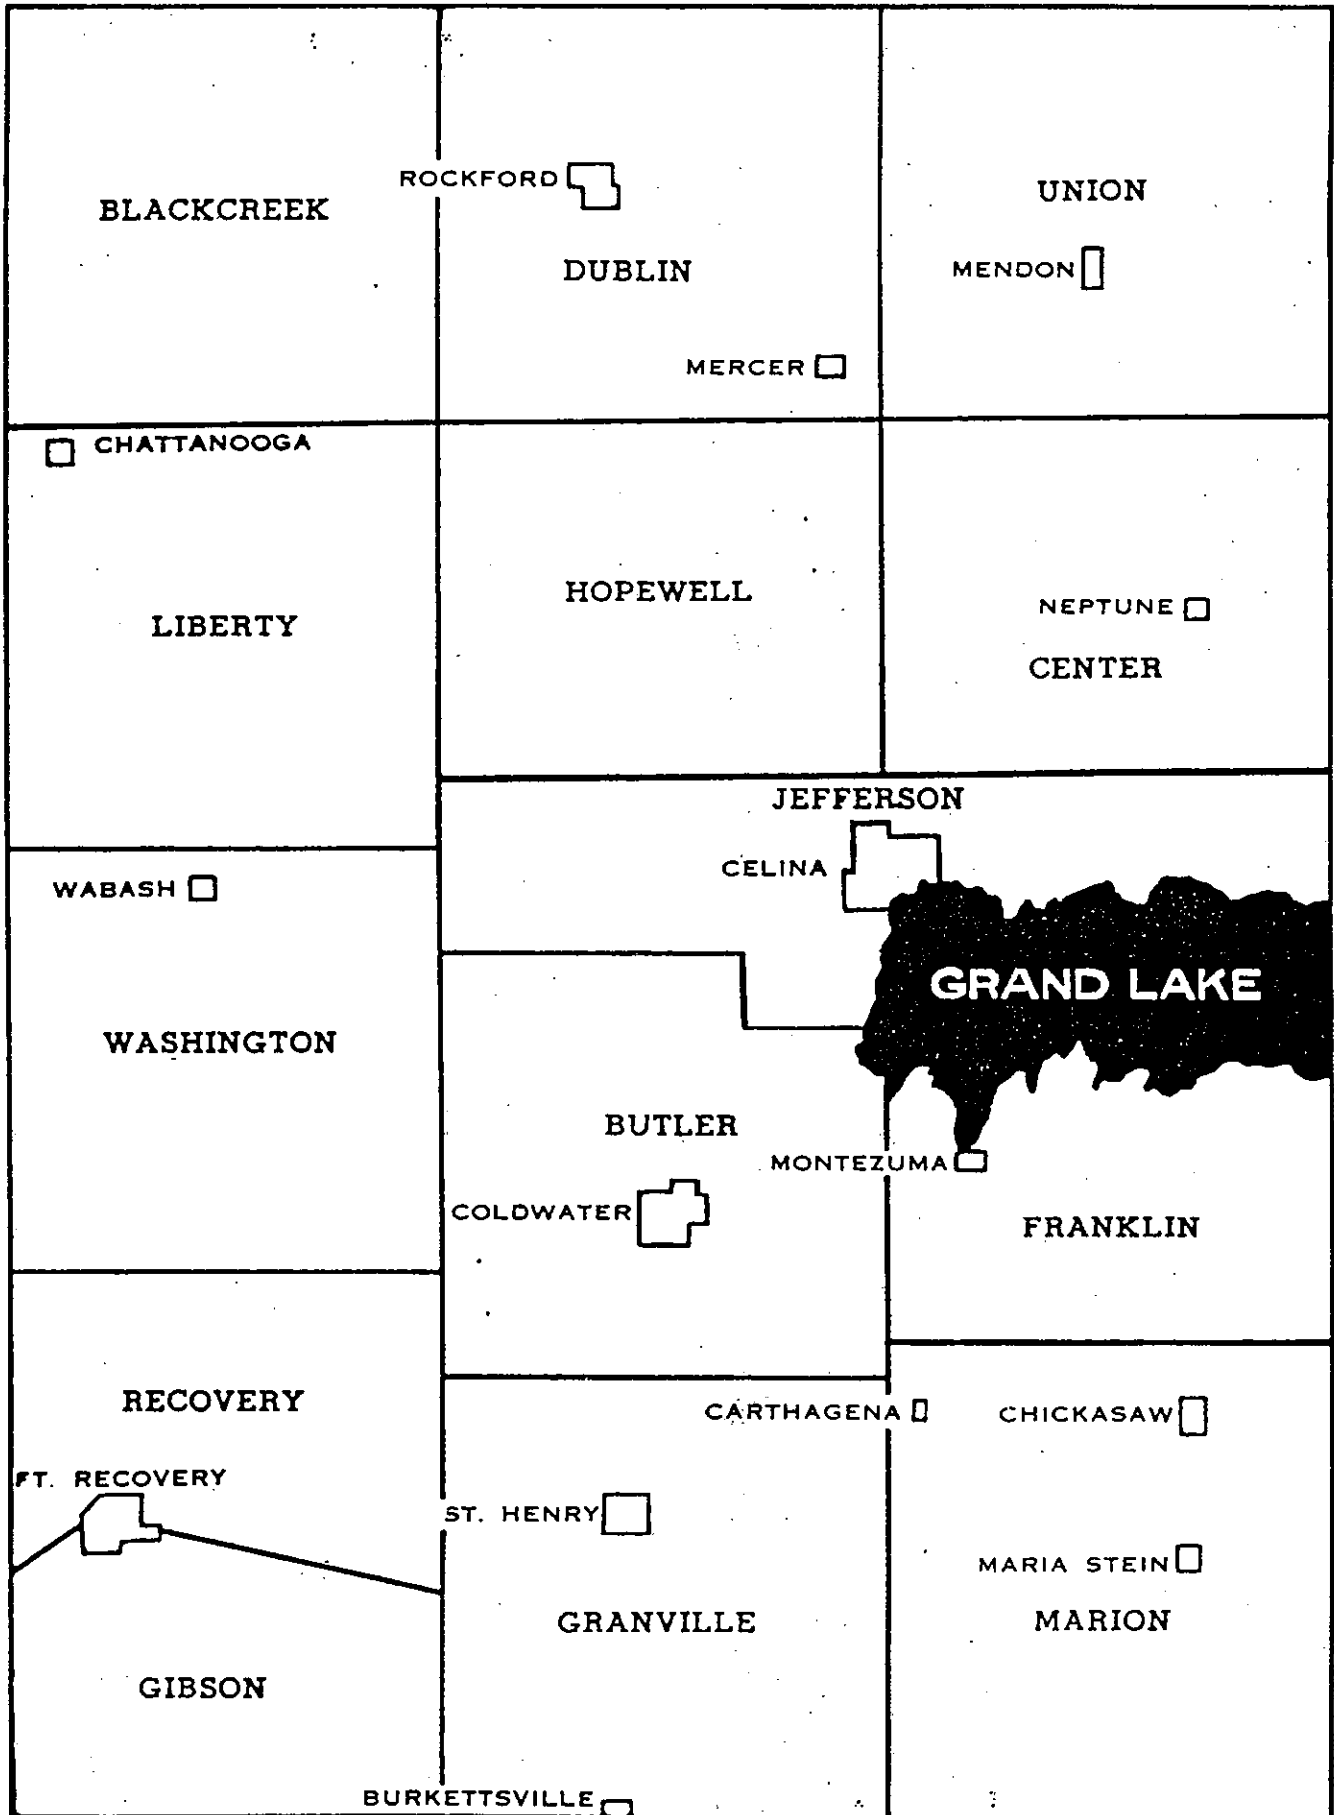 ROCKFORD
UNION
BLACKCREEK
DUBLIN
MENDON
MERCER
CHATTANOOGA
HOPEWELL
NEPTUNE
LIBERTY
CENTER
JEFFERSON
CELINA
WABASH
GRAND LAKE
WASHINGTON
BUTLER
MONTEZUMA
COLDWATER
FRANKLIN
RECOVERY
CARTHAGENA
CHICKASAW
FT. RECOVERY
ST. HENRY
MARIA STEIN
GRANVILLE
MARION
GIBSON
BURKETTSVILLE